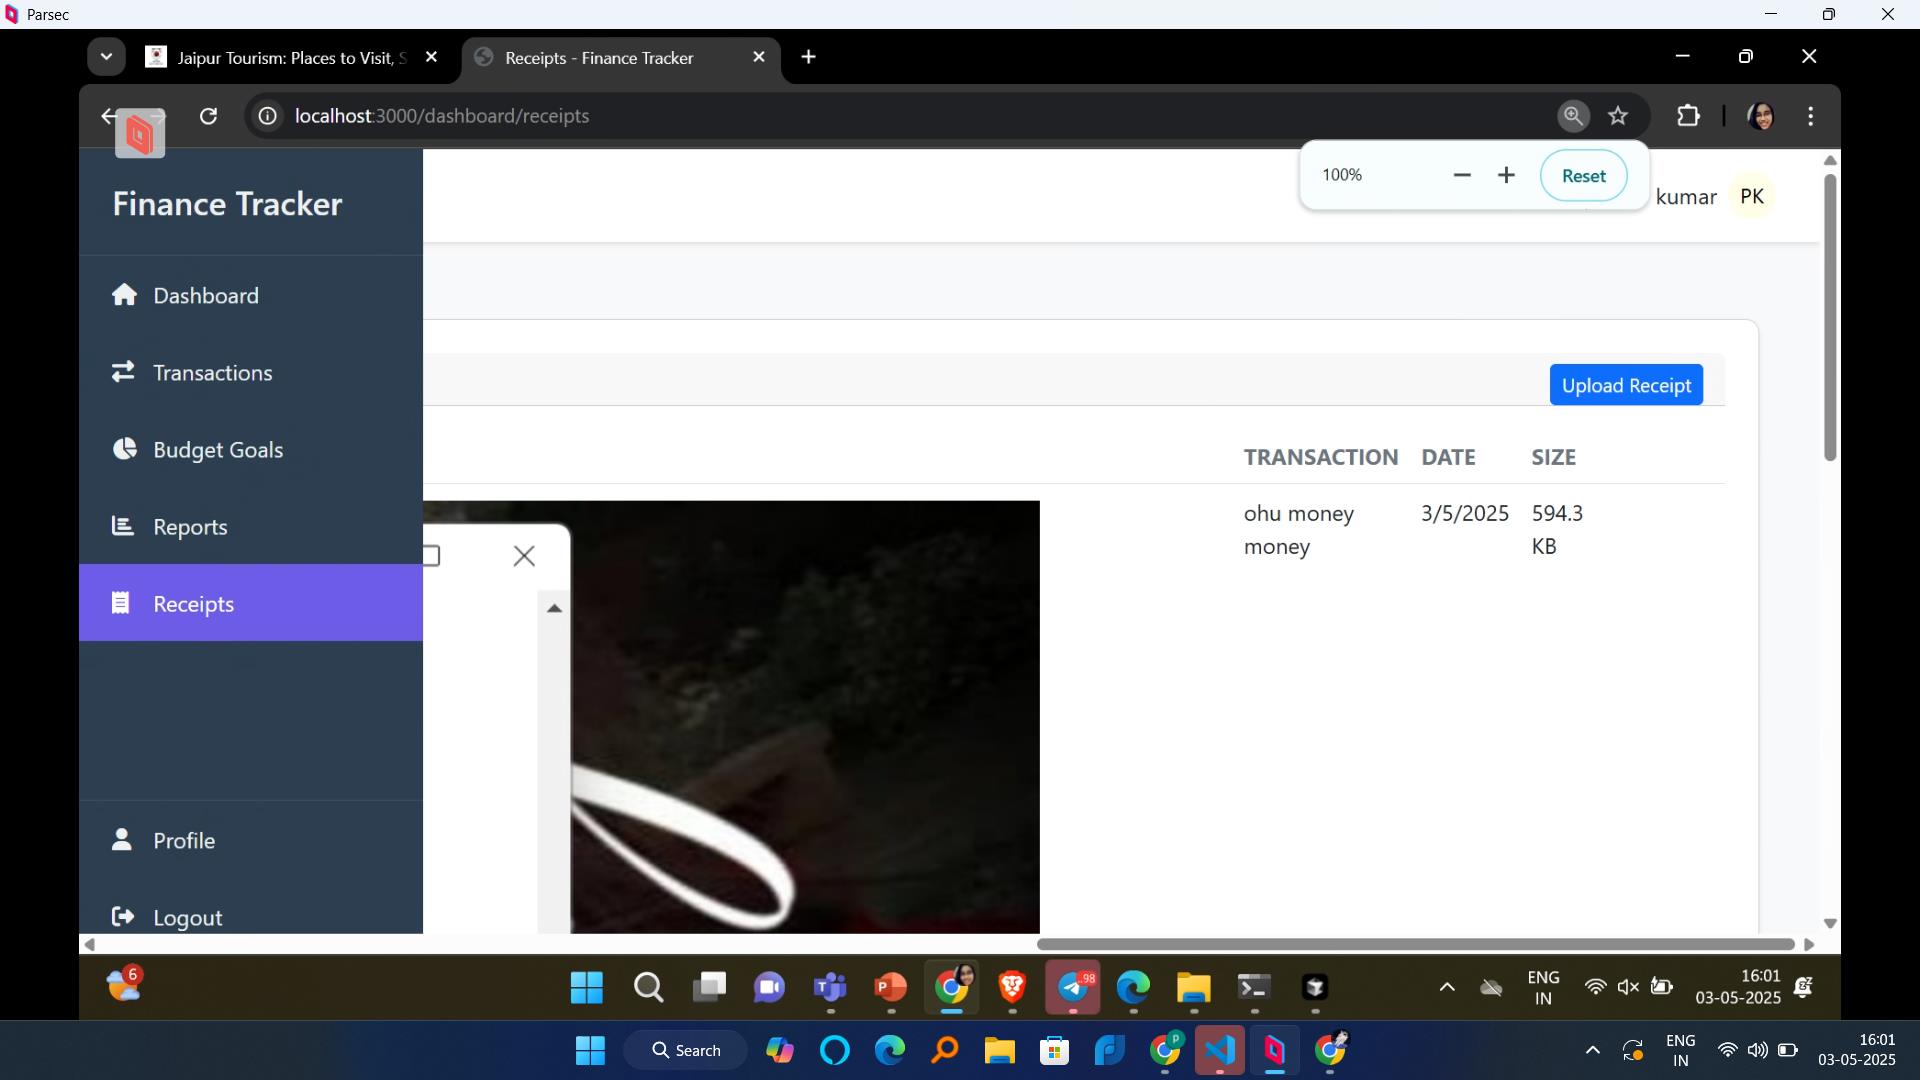 Parsec
Jaipur Tourism: Places to Visit, S
Receipts - Finance Tracker
localhost:3000/dashboard/receipts
100%
Reset
Finance Tracker
kumar
PK
Dashboard
Transactions
Budget Goals
Reports
Receipts
Profile
Logout
Upload Receipt
TRANSACTION DATE SIZE
ohu money 3/5/2025 594.3
money KB
6
98
ENG
IN
16:01
03-05-2025
Search
ENG
IN
16:01
03-05-2025